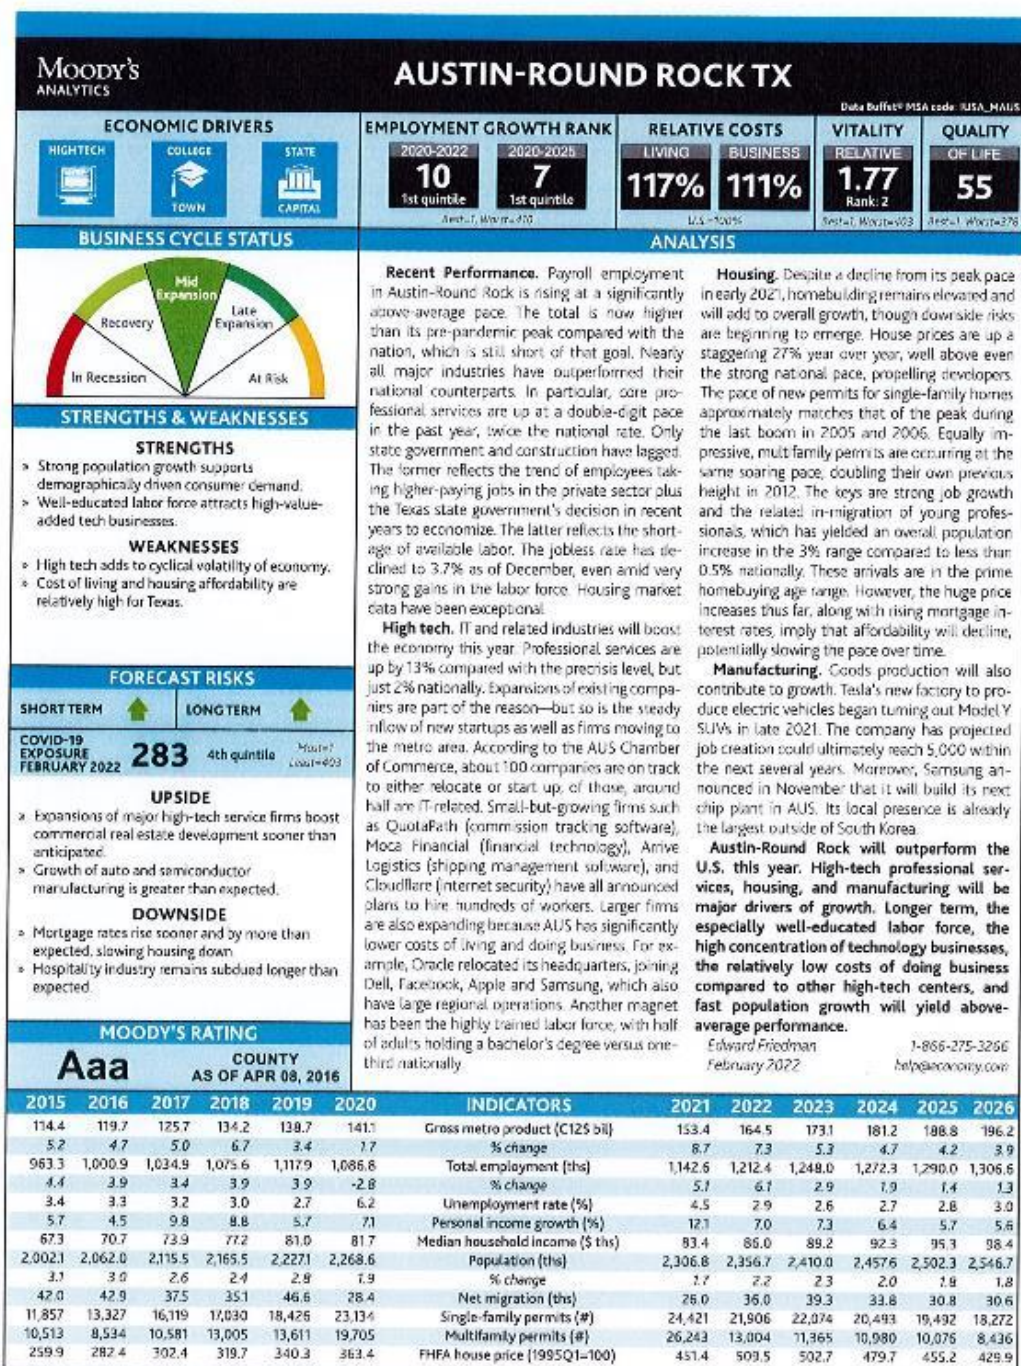 MOODY'S
ANALYTICS
AUSTIN-ROUND ROCK TX
Data Buffet® MSA code: IUSA_MAUS
ECONOMIC DRIVERS
HIGH TECH
COLLEGE
TOWN
STATE
CAPITAL
EMPLOYMENT GROWTH RANK
2020-2022
10
1st quintile
2020-2025
7
1st quintile
Best=1, Worst=410
RELATIVE COSTS
LIVING
117%
BUSINESS
111%
U.S.=100%
VITALITY
RELATIVE
1.77
Rank: 2
Best=1, Worst=403
QUALITY
OF LIFE
55
Best=1, Worst=378
BUSINESS CYCLE STATUS
In Recession
Recovery
Mid
Expansion
Late
Expansion
At Risk
STRENGTHS & WEAKNESSES
STRENGTHS
» Strong population growth supports
demographically driven consumer demand.
» Well-educated labor force attracts high-value-
added tech businesses.
WEAKNESSES
» High tech adds to cyclical volatility of economy.
» Cost of living and housing affordability are
relatively high for Texas.
FORECAST RISKS
SHORT TERM
LONG TERM
COVID-19
EXPOSURE
FEBRUARY 2022
283
4th quintile
Most=1
Least=403
UPSIDE
» Expansions of major high-tech service firms boost
commercial real estate development sooner than
anticipated.
» Growth of auto and semiconductor
manufacturing is greater than expected.
DOWNSIDE
» Mortgage rates rise sooner and by more than
expected, slowing housing down
» Hospitality industry remains subdued longer than
expected
MOODY'S RATING
Aaa
COUNTY
AS OF APR 08, 2016
ANALYSIS
Recent Performance. Payroll employment
in Austin-Round Rock is rising at a significantly
above-average pace. The total is now higher
than its pre-pandemic peak compared with the
nation, which is still short of that goal. Nearly
all major industries have outperformed their
national counterparts. In particular, core pro-
fessional services are up at a double-digit pace
in the past year, twice the national rate. Only
state government and construction have lagged.
The former reflects the trend of employees tak-
ing higher-paying jobs in the private sector plus
the Texas state government's decision in recent
years to economize. The latter reflects the short-
age of available labor. The jobless rate has de-
clined to 3.7% as of December, even amid very
strong gains in the labor force. Housing market
data have been exceptional.
High tech. IT and related industries will boost
the economy this year. Professional services are
up by 13% compared with the precrisis level, but
just 2% nationally. Expansions of existing compa-
nies are part of the reason—but so is the steady
inflow of new startups as well as firms moving to
the metro area. According to the AUS Chamber
of Commerce, about 100 companies are on track
to either relocate or start up, of those, around
half are IT-related. Small-but-growing firms such
as QuotaPath (commission tracking software),
Moca Financial (financial technology), Arrive
Logistics (shipping management software), and
Cloudflare (internet security) have all announced
plans to hire hundreds of workers. Larger firms
are also expanding because AUS has significantly
lower costs of living and doing business. For ex-
ample, Oracle relocated its headquarters, joining
Dell, Facebook, Apple and Samsung, which also
have large regional operations. Another magnet
has been the highly trained labor force, with half
of adults holding a bachelor's degree versus one-
third nationally.
Housing. Despite a decline from its peak pace
in early 2021, homebuilding remains elevated and
will add to overall growth, though downside risks
are beginning to emerge. House prices are up a
staggering 27% year over year, well above even
the strong national pace, propelling developers.
The pace of new permits for single-family homes
approximately matches that of the peak during
the last boom in 2005 and 2006. Equally im-
pressive, multifamily permits are occurring at the
same soaring pace, doubling their own previous
height in 2012. The keys are strong job growth
and the related in-migration of young profes-
sionals, which has yielded an overall population
increase in the 3% range compared to less than
0.5% nationally. These arrivals are in the prime
homebuying age range. However, the huge price
increases thus far, along with rising mortgage in-
terest rates, imply that affordability will decline,
potentially slowing the pace over time.
Manufacturing. Goods production will also
contribute to growth. Tesla's new factory to pro-
duce electric vehicles began turning out Model Y
SUVs in late 2021. The company has projected
job creation could ultimately reach 5,000 within
the next several years. Moreover, Samsung an-
nounced in November that it will build its next
chip plant in AUS. Its local presence is already
the largest outside of South Korea.
Austin-Round Rock will outperform the
U.S. this year. High-tech professional ser-
vices, housing, and manufacturing will be
major drivers of growth. Longer term, the
especially well-educated labor force, the
high concentration of technology businesses,
the relatively low costs of doing business
compared to other high-tech centers, and
fast population growth will yield above-
average performance.
Edward Friedman 1-866-275-3266
February 2022 help@economy.com
2015 2016 2017 2018 2019 2020 INDICATORS 2021 2022 2023 2024 2025 2026
114.4 119.7 125.7 134.2 138.7 141.1 Gross metro product (C12$ bil) 153.4 164.5 173.1 181.2 188.8 196.2
5.2 4.7 5.0 6.7 3.4 1.7 % change 8.7 7.3 5.3 4.7 4.2 3.9
963.3 1,000.9 1,034.9 1,075.6 1,117.9 1,086.8 Total employment (ths) 1,142.6 1,212.4 1,248.0 1,272.3 1,290.0 1,306.6
4.4 3.9 3.4 3.9 3.9 -2.8 % change 5.1 6.1 2.9 1.9 1.4 1.3
3.4 3.3 3.2 3.0 2.7 6.2 Unemployment rate (%) 4.5 2.9 2.6 2.7 2.8 3.0
5.7 4.5 9.8 8.8 5.7 7.1 Personal income growth (%) 12.1 7.0 7.3 6.4 5.7 5.6
67.3 70.7 73.9 77.2 81.0 81.7 Median household income ($ ths) 83.4 86.0 89.2 92.3 95.3 98.4
2,002.1 2,062.0 2,115.5 2,165.5 2,227.1 2,268.6 Population (ths) 2,306.8 2,356.7 2,410.0 2,457.6 2,502.3 2,546.7
3.1 3.0 2.6 2.4 2.8 1.9 % change 1.7 2.2 2.3 2.0 1.8 1.8
42.0 42.9 37.5 35.1 46.6 28.4 Net migration (ths) 26.0 36.0 39.3 33.8 30.8 30.6
11,857 13,327 16,119 17,030 18,426 23,134 Single-family permits (#) 24,421 21,906 22,074 20,493 19,492 18,272
10,513 8,534 10,581 13,005 13,611 19,705 Multifamily permits (#) 26,243 13,004 11,365 10,980 10,076 8,436
259.9 282.4 302.4 319.7 340.3 363.4 FHFA house price (1995Q1=100) 451.4 509.5 502.7 479.7 455.2 429.9